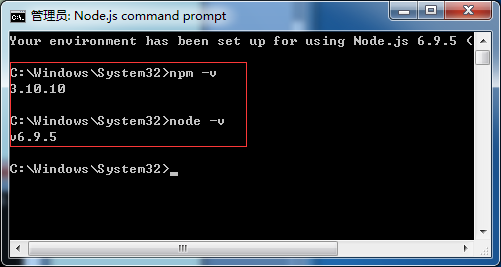 管理员: Node.js command prompt
Your environment has been set up for using Node.js 6.9.5 (
C:\Windows\System32>npm -v
3.10.10
C:\Windows\System32>node -v
v6.9.5
C:\Windows\System32>_